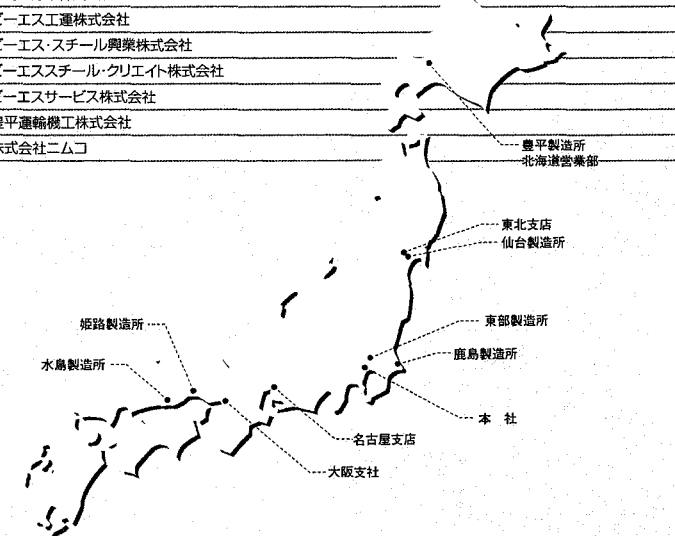 ビーエス工運株式会社
ビーエス・スチール興業株式会社
ビーエススチール・クリエイト株式会社
ビーエスサービス株式会社
豊平運輸機工株式会社
株式会社ニムコ
豊平製造所
北海道営業部
東北支店
仙台製造所
東部製造所
鹿島製造所
本 社
姫路製造所
水島製造所
名古屋支店
大阪支社